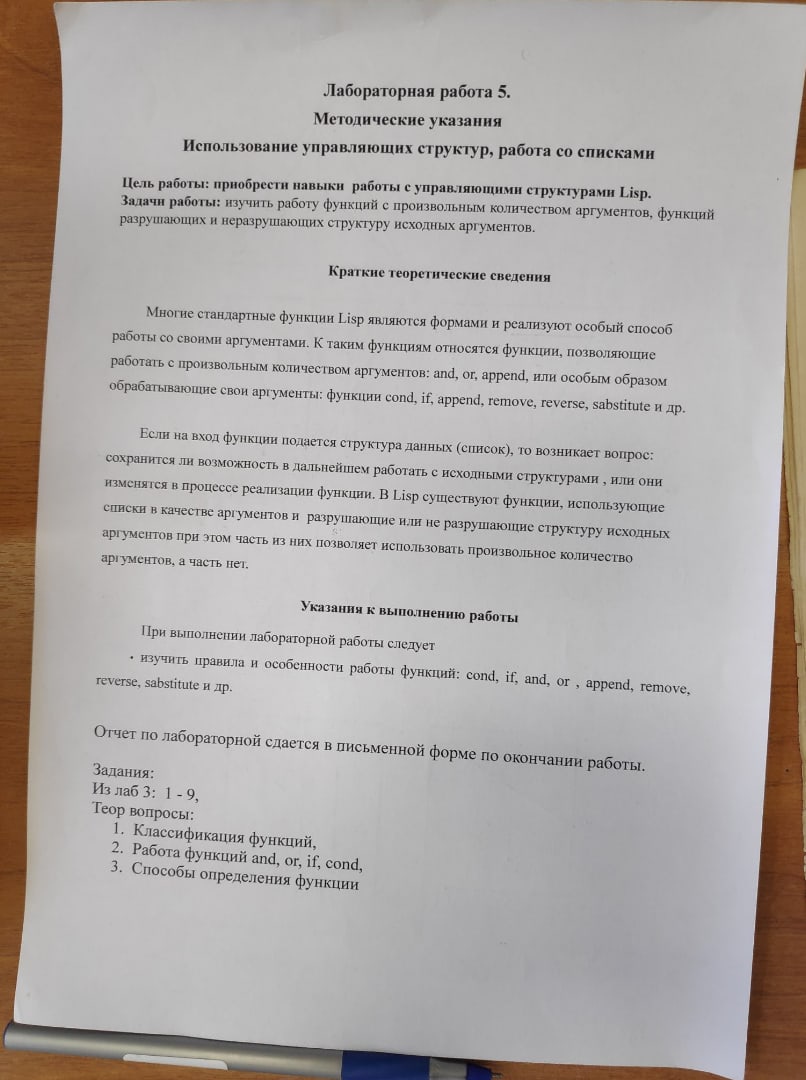 Лабораторная работа 5.
Методические указания
Использование управляющих структур, работа со списками
Цель работы: приобрести навыки работы с управляющими структурами Lisp.
Задачи работы: изучить работу функций с произвольным количеством аргументов, функций
разрушающих и неразрушающих структуру исходных аргументов.
Краткие теоретические сведения
Многие стандартные функции Lisp являются формами и реализуют особый способ
работы со своими аргументами. К таким функциям относятся функции, позволяющие
работать с произвольным количеством аргументов: and, or, append, или особым образом
обрабатывающие свои аргументы: функции cond, if, append, remove, reverse, sabstitute и др.
Если на вход функции подается структура данных (список), то возникает вопрос:
сохранится ли возможность в дальнейшем работать с исходными структурами , или они
изменятся в процессе реализации функции. В Lisp существуют функции, использующие
списки в качестве аргументов и разрушающие или не разрушающие структуру исходных
аргументов при этом часть из них позволяет использовать произвольное количество
аргументов, а часть нет.
Указания к выполнению работы
При выполнении лабораторной работы следует
• изучить правила и особенности работы функций: cond, if, and, or , append, remove,
reverse, sabstitute и др.
Отчет по лабораторной сдается в письменной форме по окончании работы.
Задания:
Из лаб 3: 1 - 9,
Теор вопросы:
1. Классификация функций,
2. Работа функций and, or, if, cond,
3. Способы определения функции